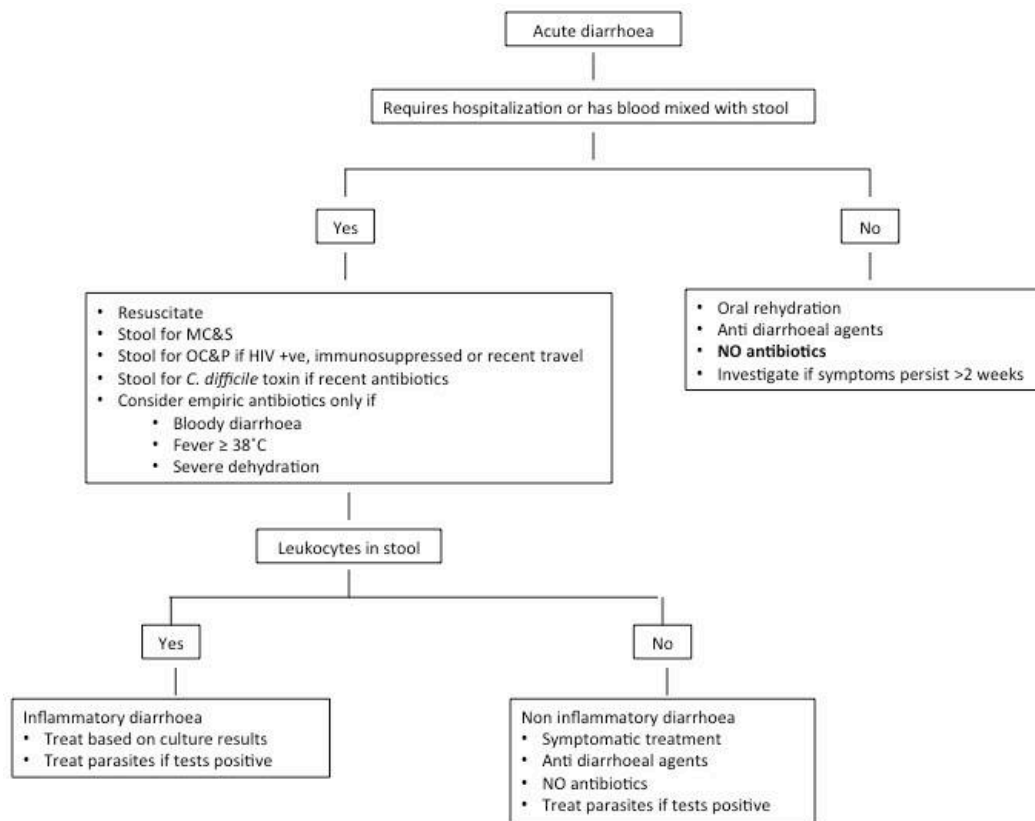 Acute diarrhoea
Requires hospitalization or has blood mixed with stool
Yes
No
• Resuscitate
• Stool for MC&S
• Stool for OC&P if HIV +ve, immunosuppressed or recent travel
• Stool for C. difficile toxin if recent antibiotics
• Consider empiric antibiotics only if
• Bloody diarrhoea
• Fever ≥ 38˚C
• Severe dehydration
• Oral rehydration
• Anti diarrhoeal agents
• NO antibiotics
• Investigate if symptoms persist >2 weeks
Leukocytes in stool
Yes
No
Inflammatory diarrhoea
• Treat based on culture results
• Treat parasites if tests positive
Non inflammatory diarrhoea
• Symptomatic treatment
• Anti diarrhoeal agents
• NO antibiotics
• Treat parasites if tests positive